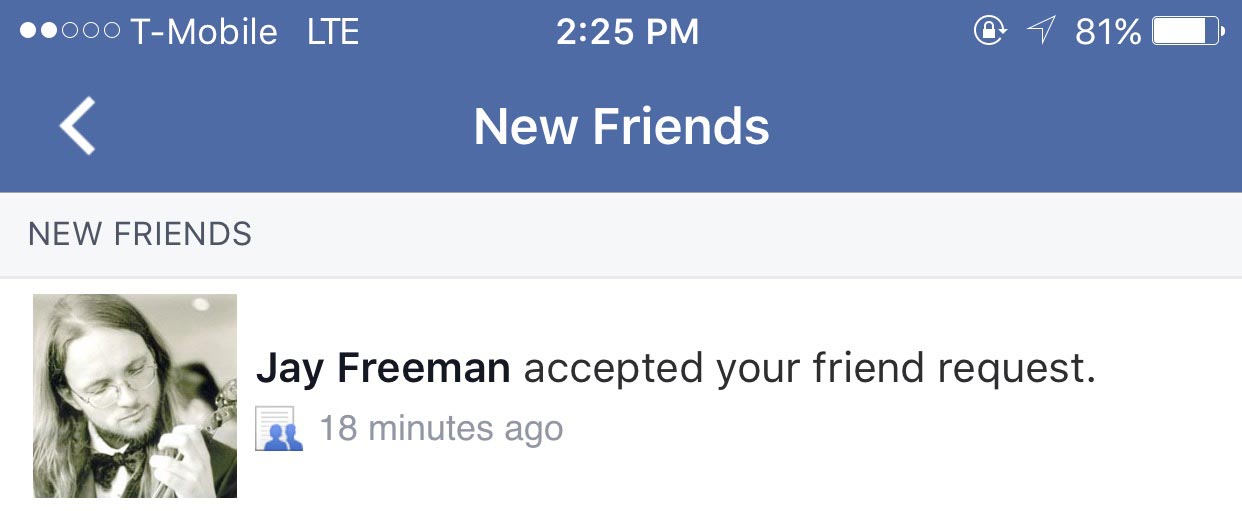 T-Mobile LTE 2:25 PM 81%
New Friends
NEW FRIENDS
Jay Freeman accepted your friend request.
18 minutes ago